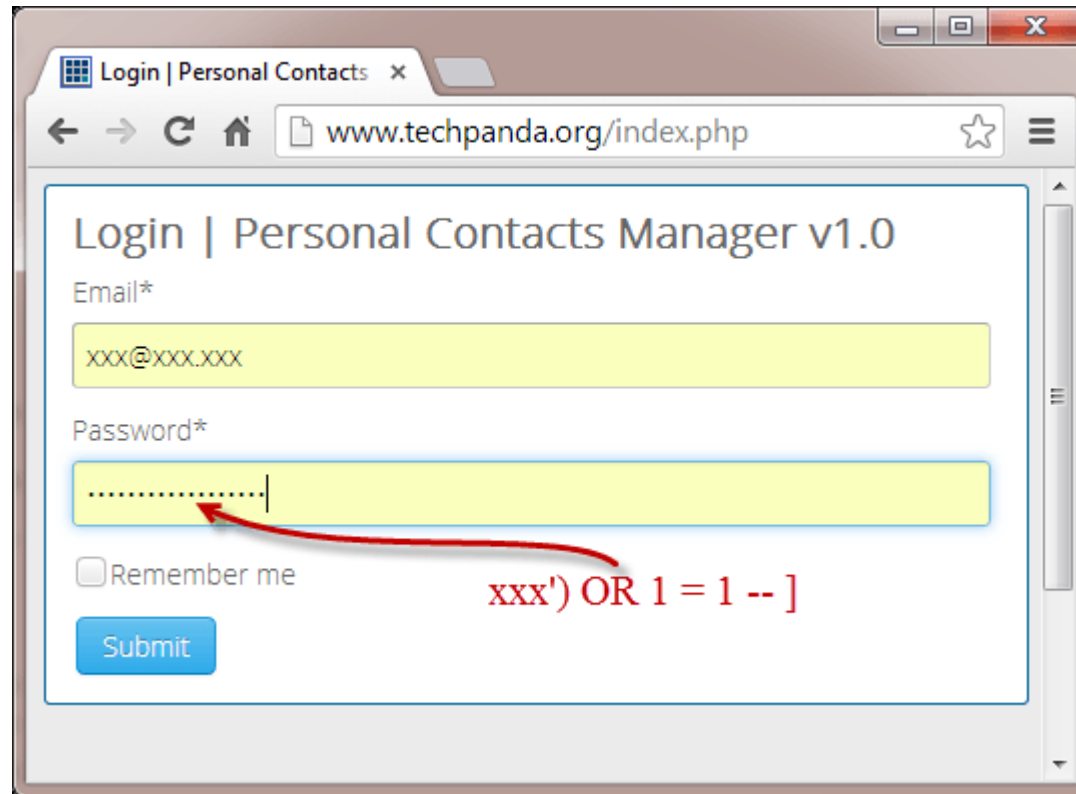 Login | Personal Contacts
www.techpanda.org/index.php
Login | Personal Contacts Manager v1.0
Email*
xxx@xxx.xxx
Password*
..................
Remember me
xxx') OR 1 = 1 -- ]
Submit